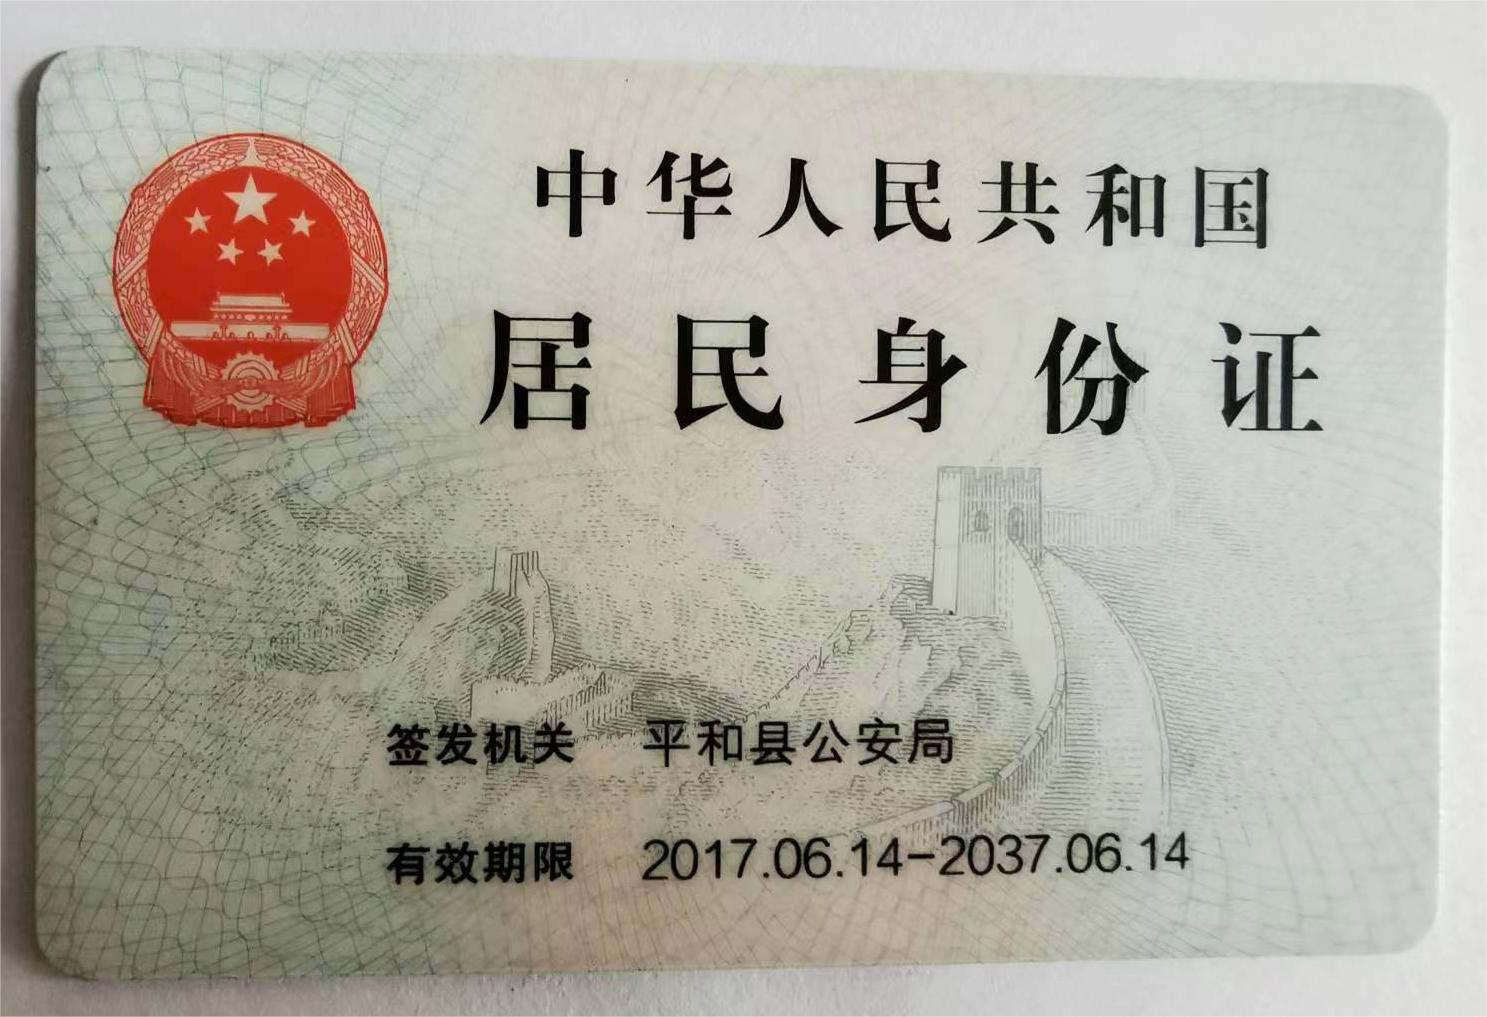 中华人民共和国
居民身份证
签发机关 平和县公安局
有效期限 2017.06.14-2037.06.14